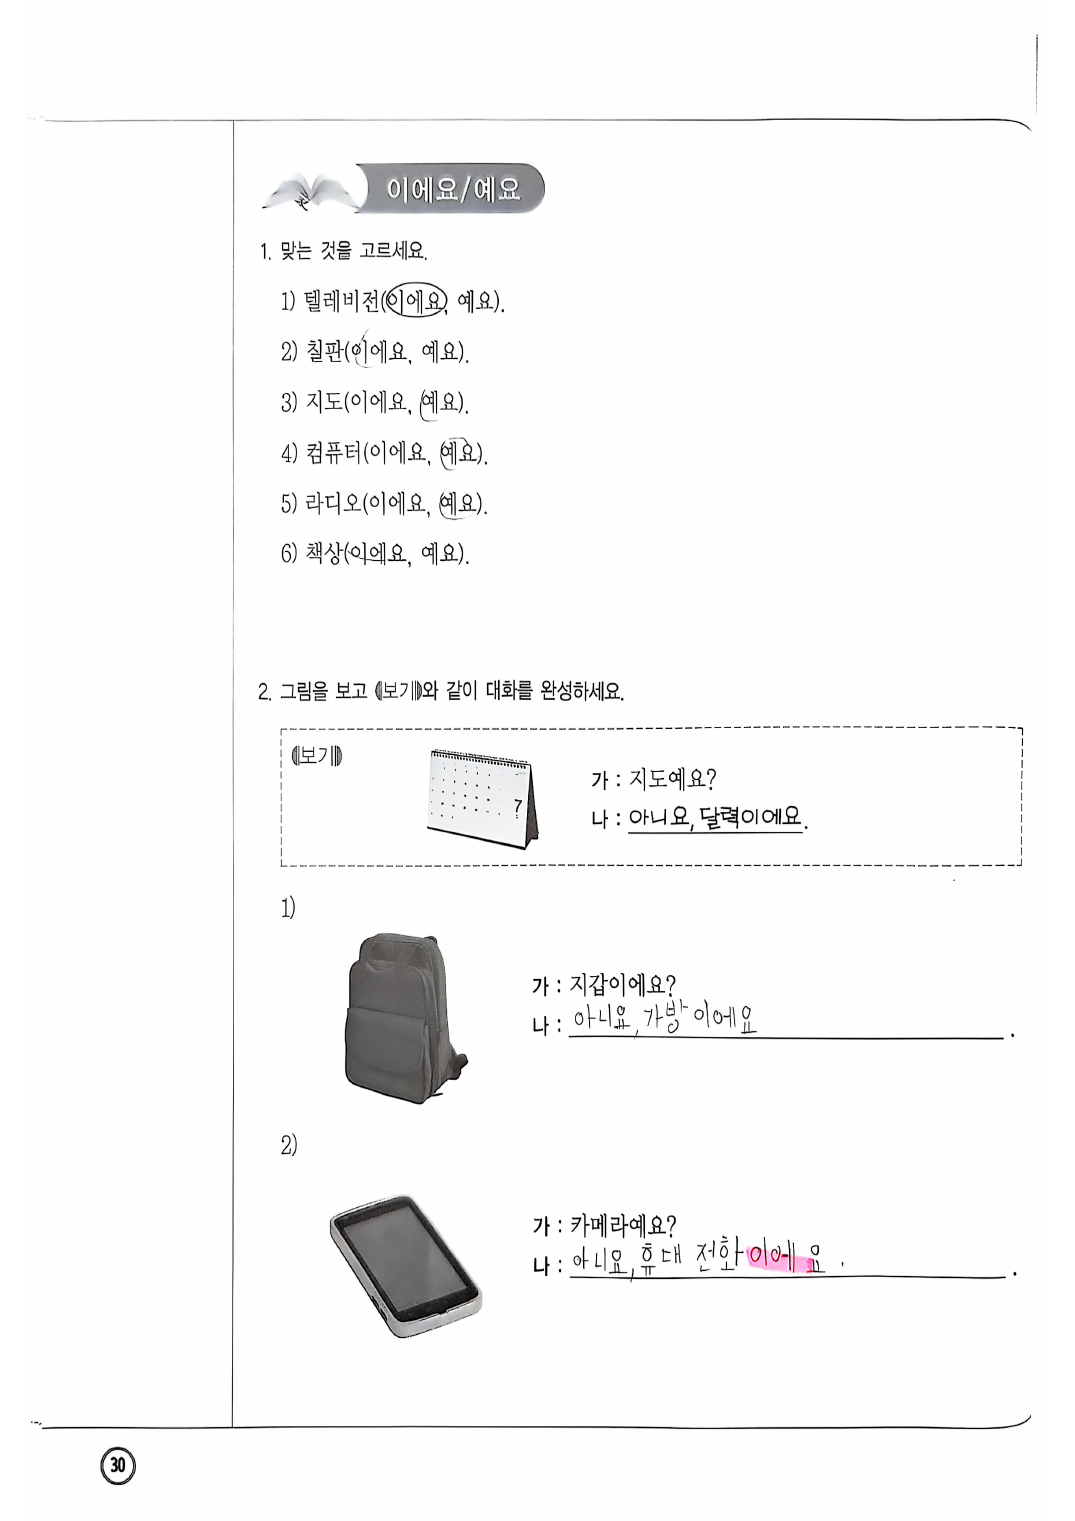 이에요/예요
1. 맞는 것을 고르세요.
1) 텔레비전(이에요, 예요).
2) 칠판(이에요, 예요).
3) 지도(이에요, 예요).
4) 컴퓨터(이에요, 예요).
5) 라디오(이에요, 예요).
6) 책상(이에요, 예요).
2. 그림을 보고 《보기》와 같이 대화를 완성하세요.
《보기》
7
가 : 지도예요?
나 : 아니요, 달력이에요.
1)
가 : 지갑이에요?
나 : 아니요, 가방이에요.
2)
가 : 카메라예요?
나 : 아니요, 휴대 전화 이에요. .
30